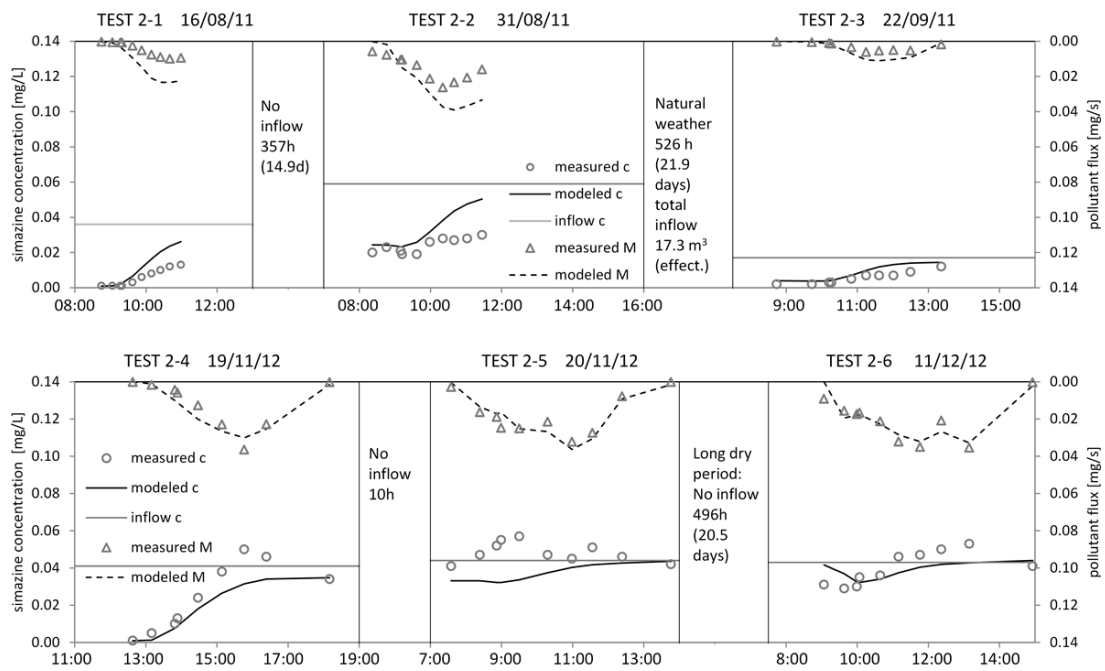 TEST 2-1 16/08/11
TEST 2-2 31/08/11
TEST 2-3 22/09/11
simazine concentration [mg/L]
0.14
0.12
0.10
0.08
0.06
0.04
0.02
0.00
08:00 10:00 12:00
No
inflow
357h
(14.9d)
measured c
modeled c
inflow c
measured M
modeled M
08:00 10:00 12:00 14:00 16:00
Natural
weather
526 h
(21.9
days)
total
inflow
17.3 m³
(effect.)
9:00 11:00 13:00 15:00
0.00
0.02
0.04
0.06
0.08
0.10
0.12
0.14
pollutant flux [mg/s]
TEST 2-4 19/11/12
TEST 2-5 20/11/12
TEST 2-6 11/12/12
simazine concentration [mg/L]
0.14
0.12
0.10
0.08
0.06
0.04
0.02
0.00
measured c
modeled c
inflow c
measured M
modeled M
11:00 13:00 15:00 17:00 19:00
No
inflow
10h
7:00 9:00 11:00 13:00
Long dry
period:
No inflow
496h
(20.5
days)
8:00 10:00 12:00 14:00
0.00
0.02
0.04
0.06
0.08
0.10
0.12
0.14
pollutant flux [mg/s]